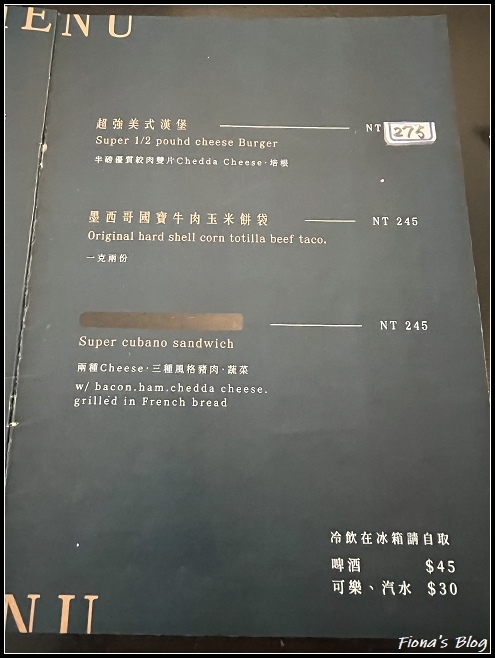 MENU
超強美式漢堡 NT 275
Super 1/2 pound cheese Burger
半磅優質絞肉雙片Chedda Cheese·培根
墨西哥國寶牛肉玉米餅袋 NT 245
Original hard shell corn totilla beef taco.
一克兩份
NT 245
Super cubano sandwich
兩種Cheese·三種風格豬肉·蔬菜
w/ bacon.ham.chedda cheese.
grilled in French bread
冷飲在冰箱請自取
啤酒 $45
可樂、汽水 $30
NU
Fiona's Blog